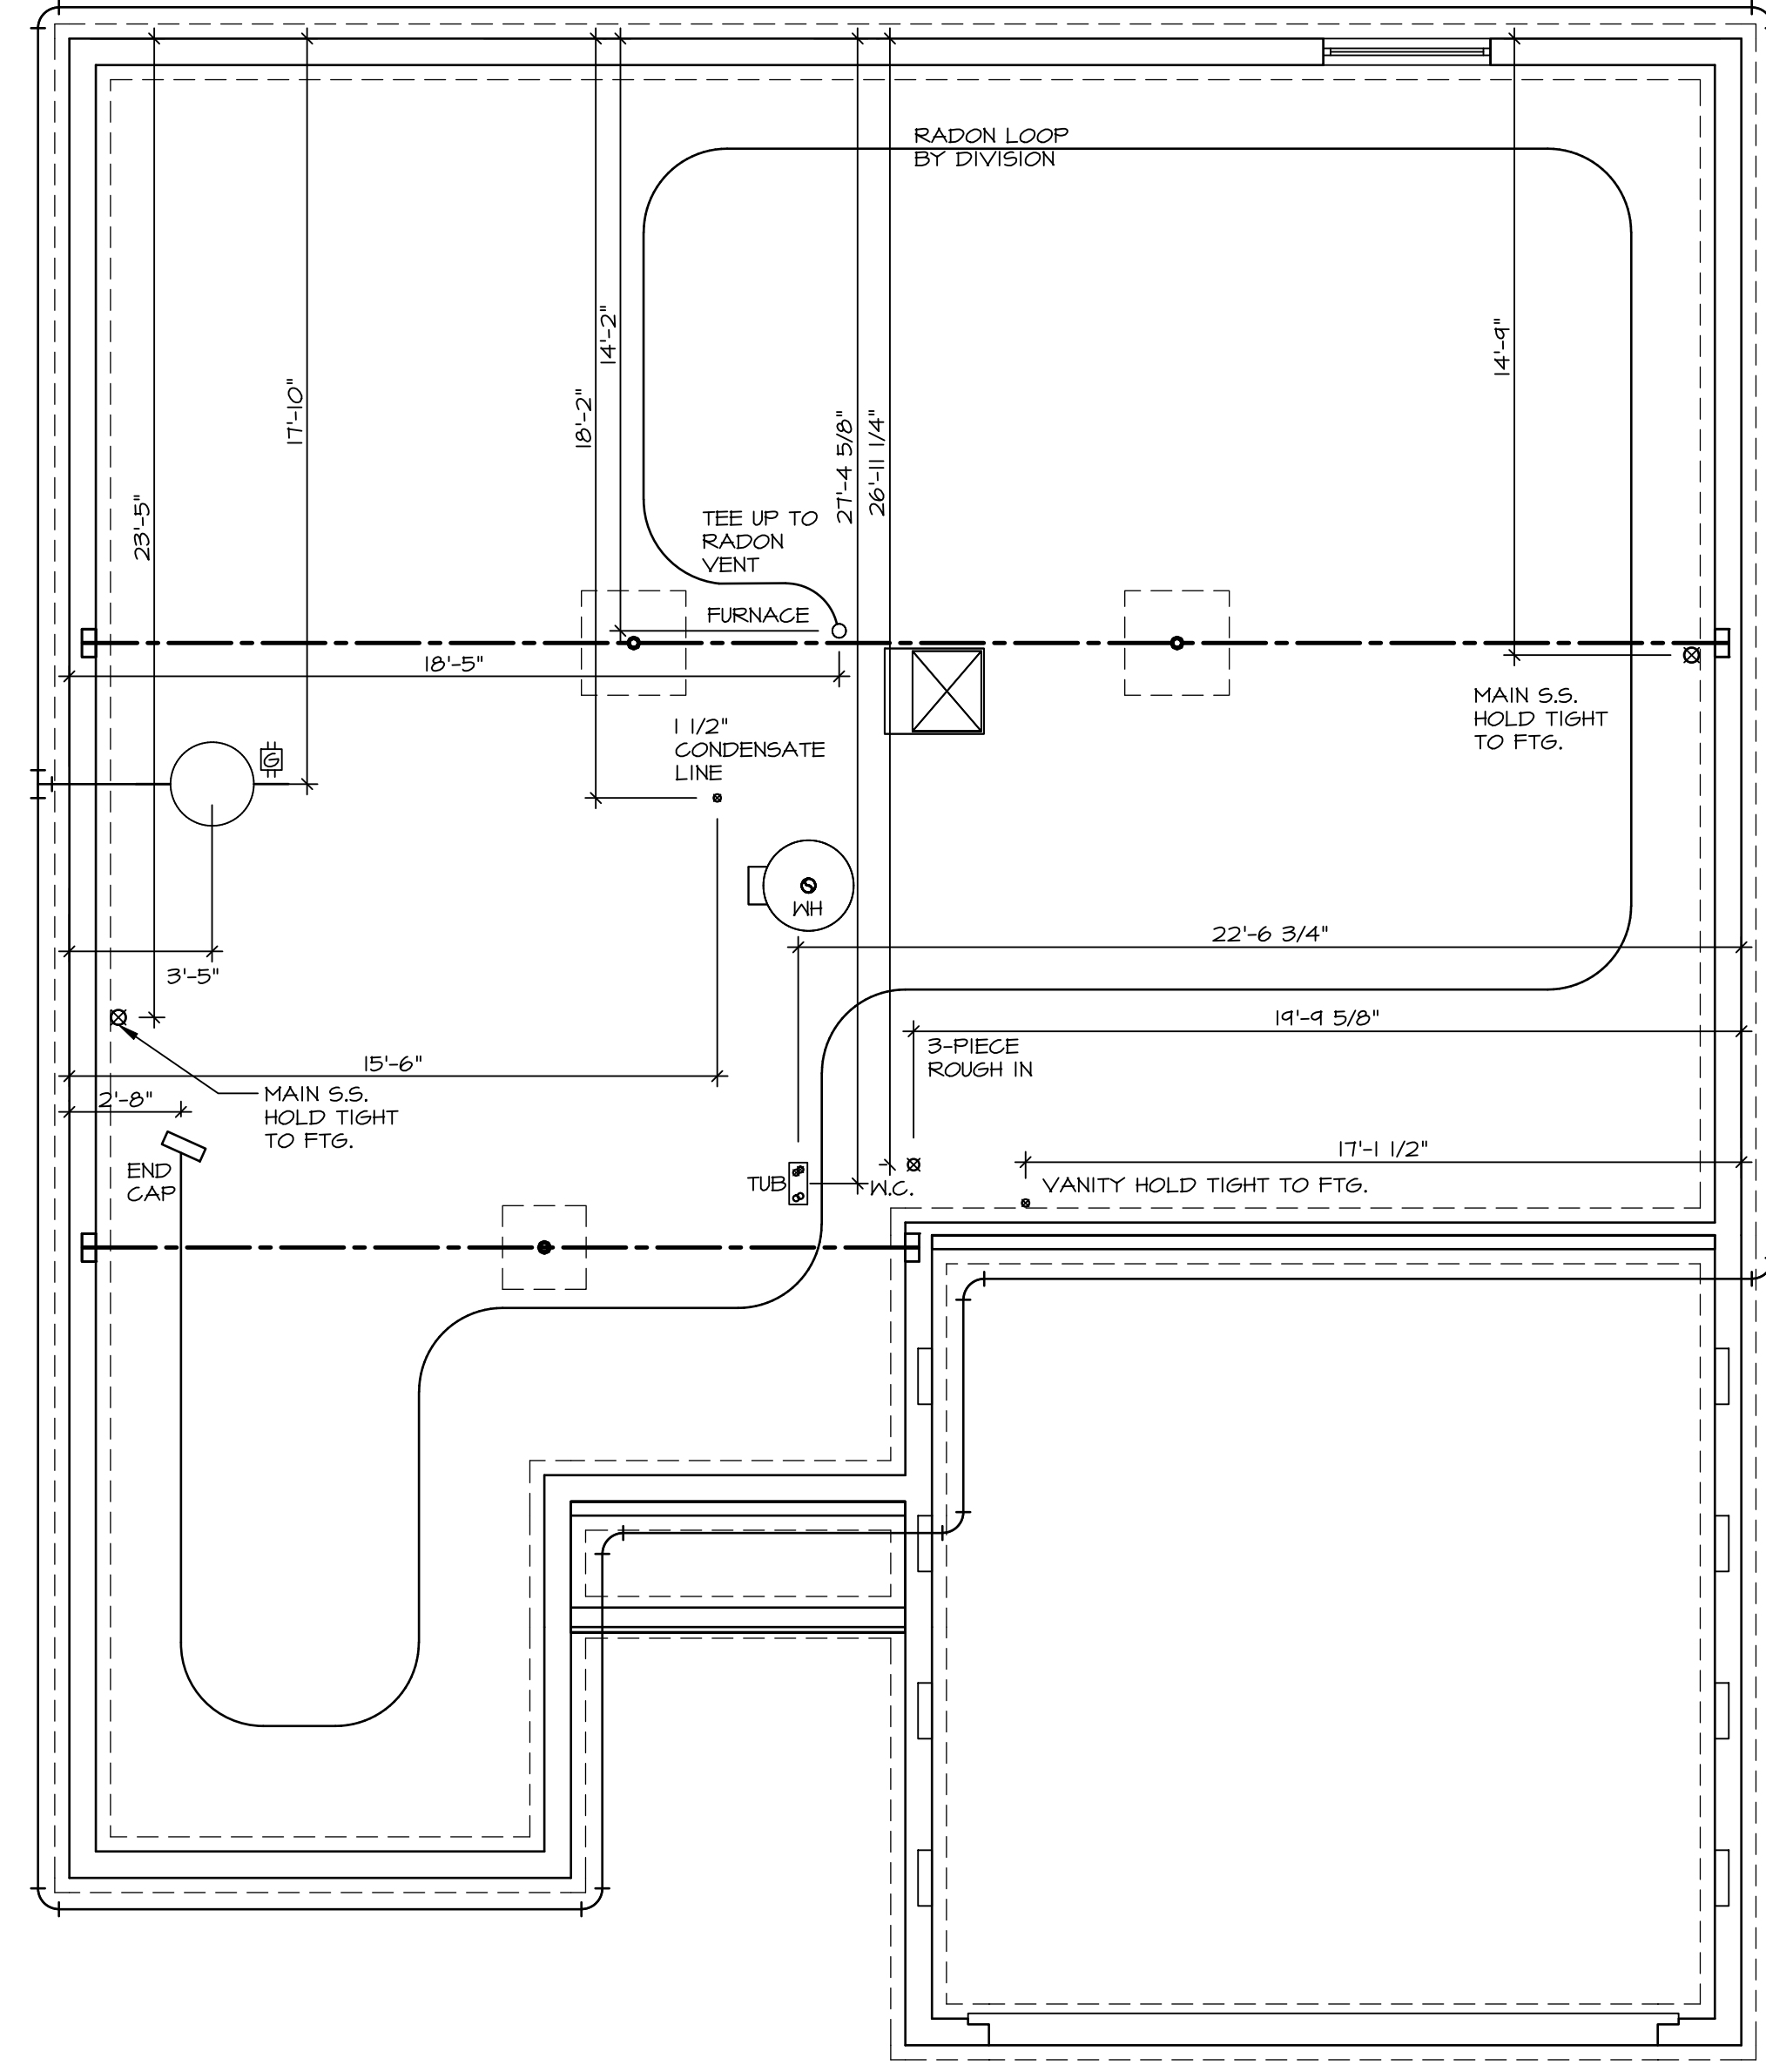 RADON LOOP
BY DIVISION
14'-2"
14'-9"
17'-10"
18'-2"
27'-4 5/8"
26'-11 1/4"
23'-5"
TEE UP TO
RADON
VENT
FURNACE
18'-5"
MAIN S.S.
HOLD TIGHT
TO FTG.
1 1/2"
CONDENSATE
LINE
G
WH
22'-6 3/4"
3'-5"
19'-9 5/8"
3-PIECE
ROUGH IN
15'-6"
2'-8"
MAIN S.S.
HOLD TIGHT
TO FTG.
17'-1 1/2"
END
CAP
TUB
W.C.
VANITY HOLD TIGHT TO FTG.